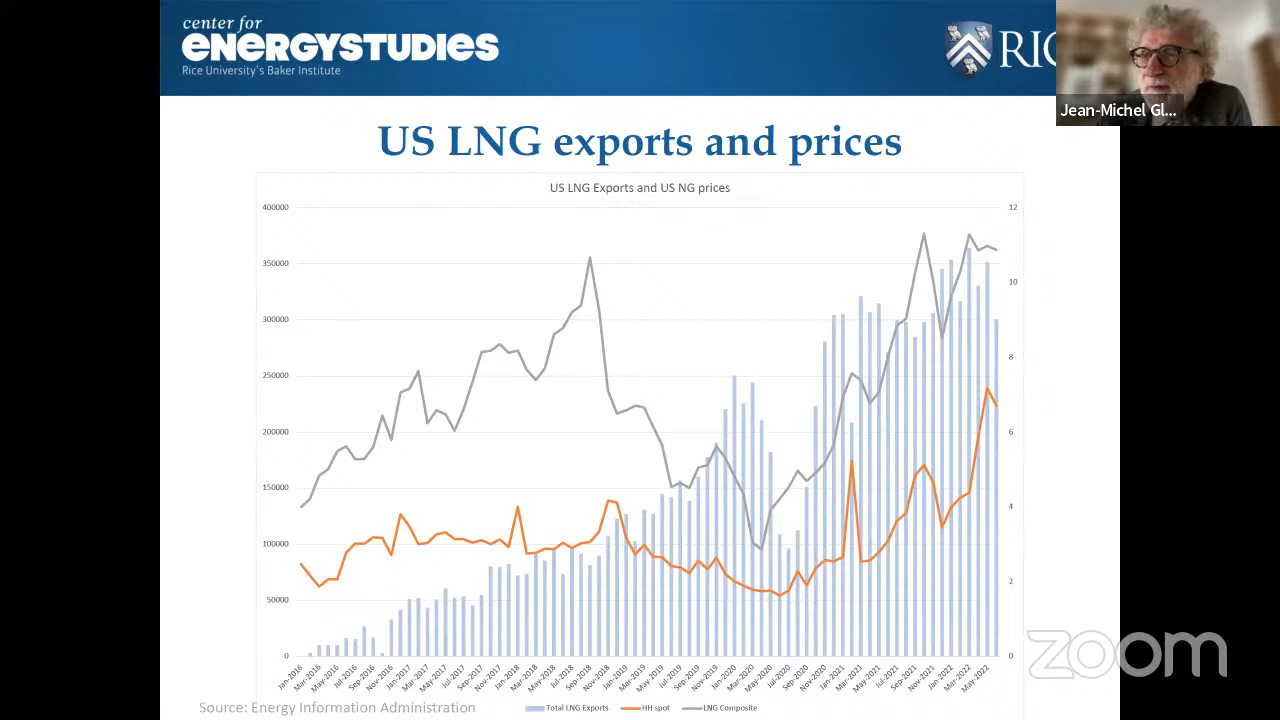 center for
ENERGYSTUDIES
Rice University's Baker Institute
Jean-Michel Gl...
US LNG exports and prices
US LNG Exports and US NG prices
400000
350000
300000
250000
200000
150000
100000
50000
0
12
10
8
6
4
2
0
Jan-2016
Mar-2016
May-2016
Jul-2016
Sep-2016
Nov-2016
Jan-2017
Mar-2017
May-2017
Jul-2017
Sep-2017
Nov-2017
Jan-2018
Mar-2018
May-2018
Jul-2018
Sep-2018
Nov-2018
Jan-2019
Mar-2019
May-2019
Jul-2019
Sep-2019
Nov-2019
Jan-2020
Mar-2020
May-2020
Jul-2020
Sep-2020
Nov-2020
Jan-2021
Mar-2021
May-2021
Jul-2021
Sep-2021
Nov-2021
Jan-2022
Mar-2022
May-2022
Total LNG Exports
HH spot
LNG Composite
Source: Energy Information Administration
zoom